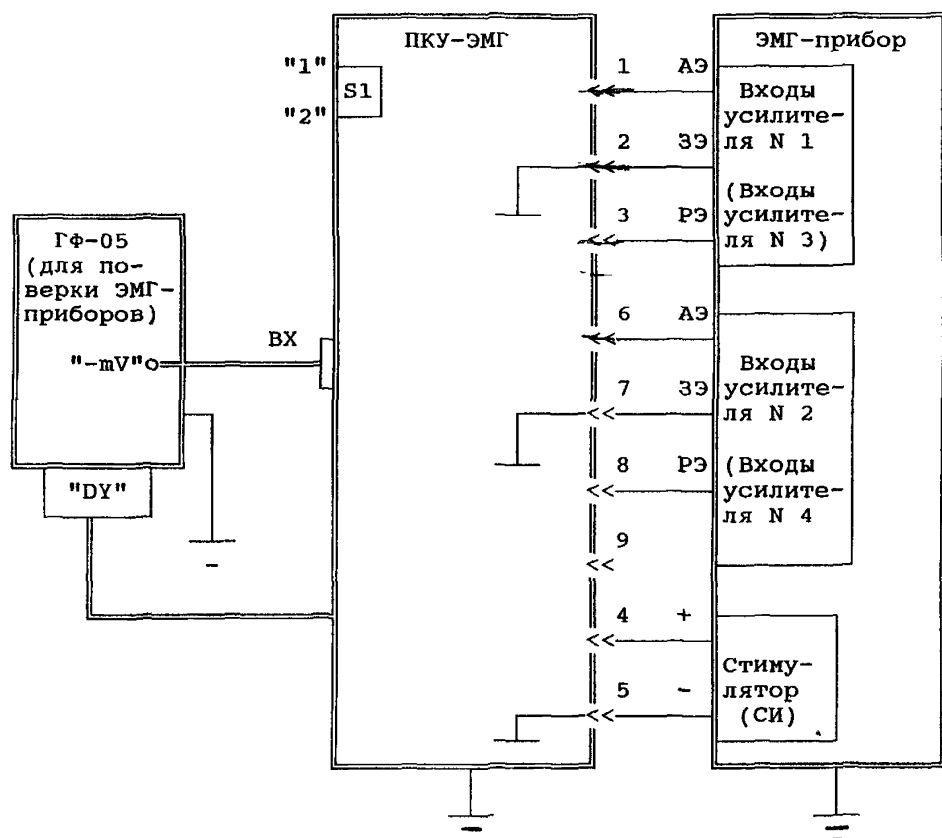 ПКУ-ЭМГ
ЭМГ-прибор
"1"
S1
"2"
1 АЭ
2 ЗЭ
3 РЭ
Входы
усилите-
ля N 1
(Входы
усилите-
ля N 3)
ГФ-05
(для по-
верки ЭМГ-
приборов)
"-mV"
ВХ
"DY"
6 АЭ
7 ЗЭ
8 РЭ
9
Входы
усилите-
ля N 2
(Входы
усилите-
ля N 4
4 +
5 -
Стиму-
лятор
(СИ)